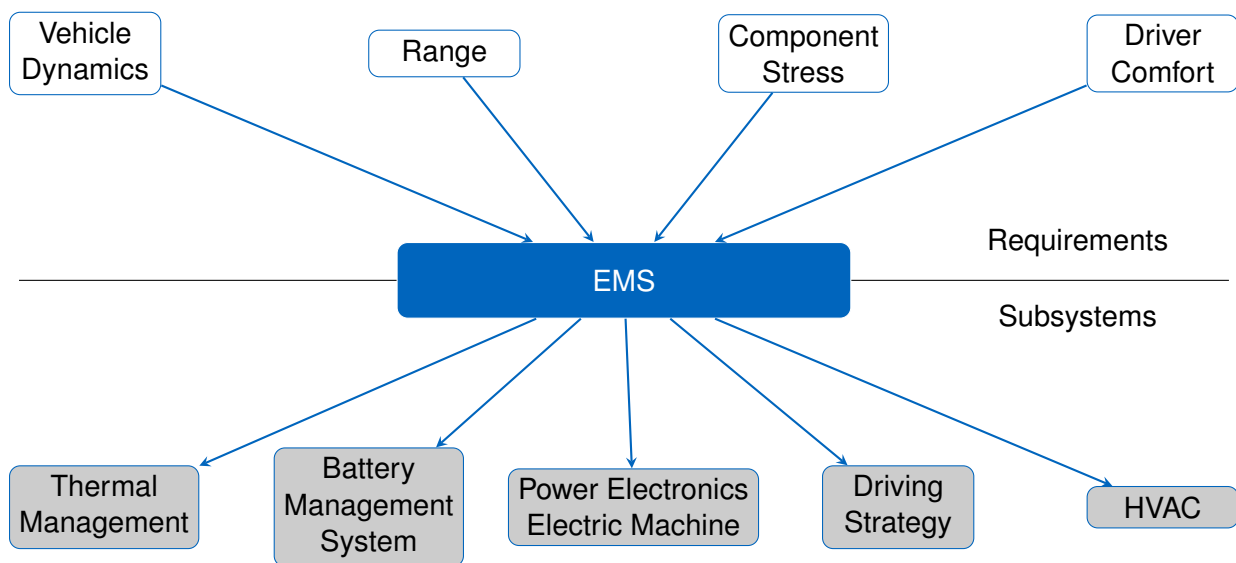 Vehicle
Dynamics
Range
Component
Stress
Driver
Comfort
Requirements
EMS
Subsystems
Thermal
Management
Battery
Management
System
Power Electronics
Electric Machine
Driving
Strategy
HVAC